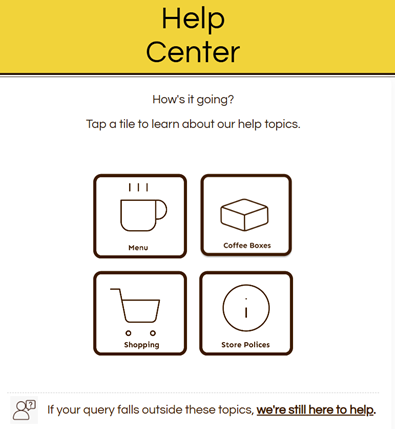 Help
Center
How's it going?
Tap a tile to learn about our help topics.
Menu
Coffee Boxes
Shopping
i
Store Polices
?
If your query falls outside these topics, we're still here to help.